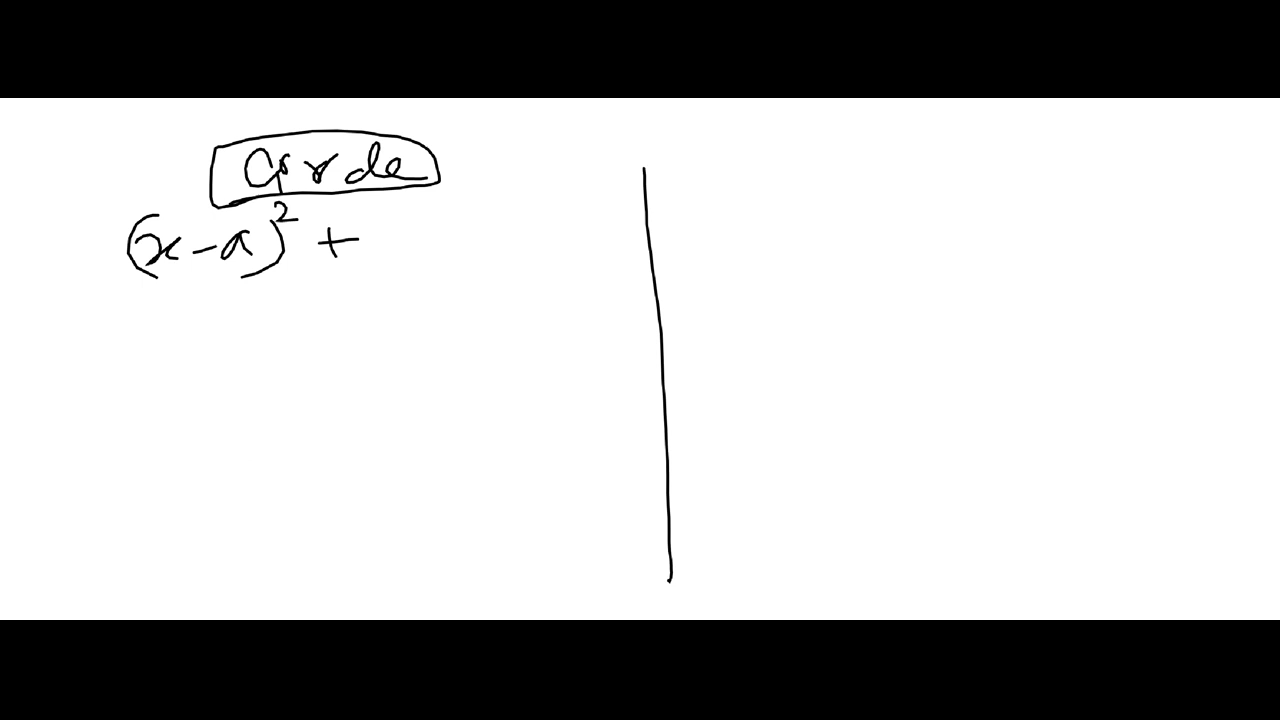 Circle
(x-a)² +